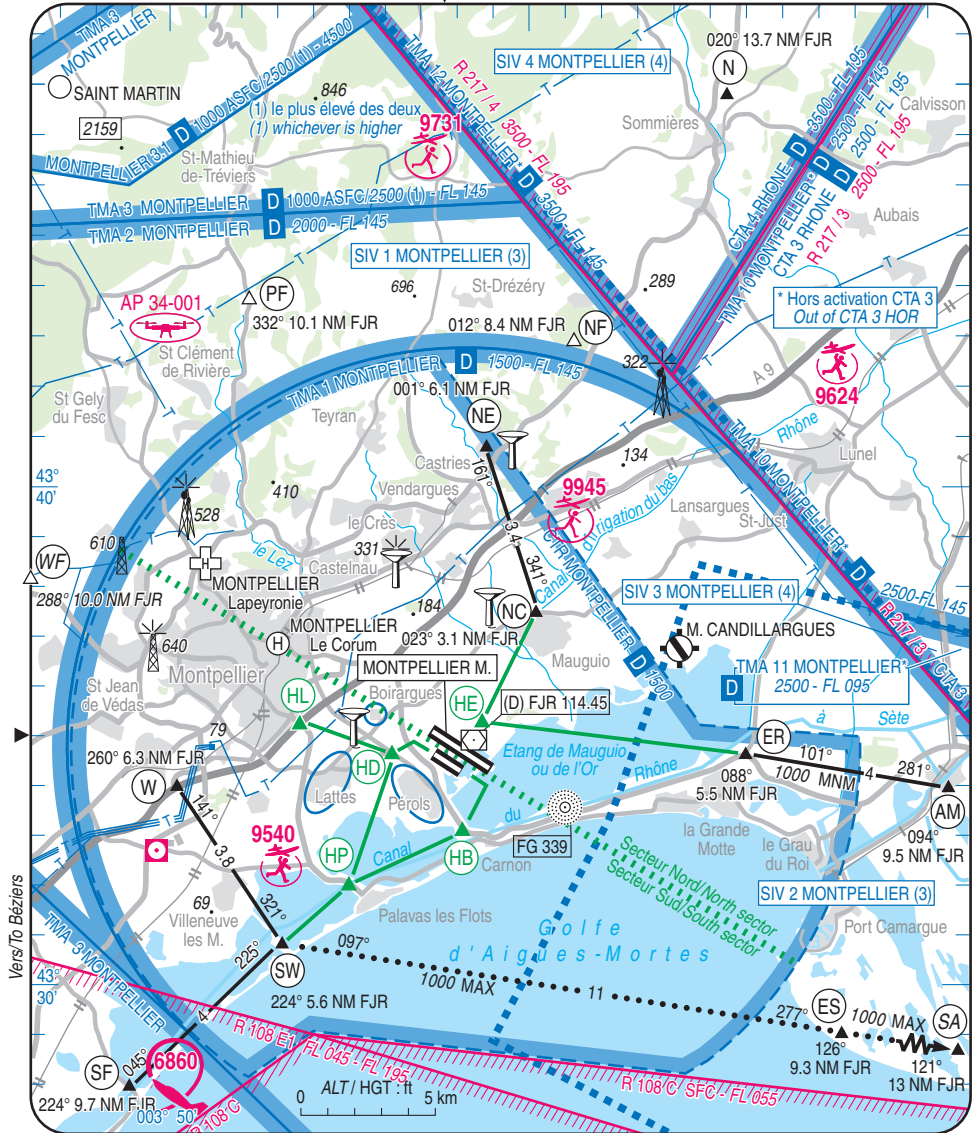 TMA 3
MONTPELLIER
SAINT MARTIN
2159
MONTPELLIER 3.1 D 1000 ASFC/2500 (1) - 4500
846
(1) le plus élevé des deux
(1) whichever is higher
St-Mathieu
de-Tréviers
9731
SIV 4 MONTPELLIER (4)
020° 13.7 NM FJR
N
Sommières
Calvisson
Aubais
TMA 12 MONTPELLIER* D 3500 - FL 145
R 217 / 4 3500 - FL 195
CTA 4 RHONE D 3500 - FL 195
TMA 10 MONTPELLIER* D 2500 - FL 145
CTA 3 RHONE D 2500 - FL 195
R 217 / 3 2500 - FL 195
TMA 3 MONTPELLIER D 1000 ASFC/2500 (1) - FL 145
TMA 2 MONTPELLIER D 2000 - FL 145
SIV 1 MONTPELLIER (3)
696
St-Drézéry
289
AP 34-001
PF
332° 10.1 NM FJR
012° 8.4 NM FJR
NF
* Hors activation CTA 3
Out of CTA 3 HOR
St Clément
de Rivière
322
A 9
9624
TMA 1 MONTPELLIER D 1500 - FL 145
001° 6.1 NM FJR
NE
St Gely
du Fesc
Teyran
Castries
Rhône
Lunel
134
43°
40'
410
Vendargues
161°
3.4
341°
9945
Lansargues
St-Just
Canal d'Irrigation du bas
TMA 10 MONTPELLIER*
D
2500-FL 145
528
le Crès
331
Castelnau
le Lez
610
WF
288° 10.0 NM FJR
H
MONTPELLIER
Lapeyronie
CTR MONTPELLIER D 1500
SIV 3 MONTPELLIER (4)
R 217/3
CTA 3
184
H
MONTPELLIER
Le Corum
023° 3.1 NM FJR
NC
M. CANDILLARGUES
640
Montpellier
MONTPELLIER M.
Mauguio
St Jean
de Védas
HL
Boirargues
HE
(D) FJR 114.45
D
TMA 11 MONTPELLIER*
2500 - FL 095
à Sète
79
260° 6.3 NM FJR
W
HD
Etang de Mauguio
ou de l'Or
Rhône
ER
088°
5.5 NM FJR
101°
1000 MNM
4
281°
AM
094°
9.5 NM FJR
Lattes
Pérols
du
141°
3.8
321°
9540
HP
Canal
HB
Carnon
FG 339
la Grande
Motte
le Grau
du Roi
69
Villeneuve
les M.
Palavas les Flots
Secteur Nord/North sector
Secteur Sud/South sector
SIV 2 MONTPELLIER (3)
Port Camargue
Golfe
d'Aigues-Mortes
Vers/To Béziers
TMA 3 MONTPELLIER
225°
SW
224° 5.6 NM FJR
097°
1000 MAX
11
277°
43°
30'
ES
126°
9.3 NM FJR
1000 MAX
SA
121°
13 NM FJR
4
045°
SF
224° 9.7 NM FJR
6860
R 108 E1 FL 045 - FL 195
R 108 C SFC - FL 055
R 108 C
003° 50'
ALT / HGT : ft
0
5 km